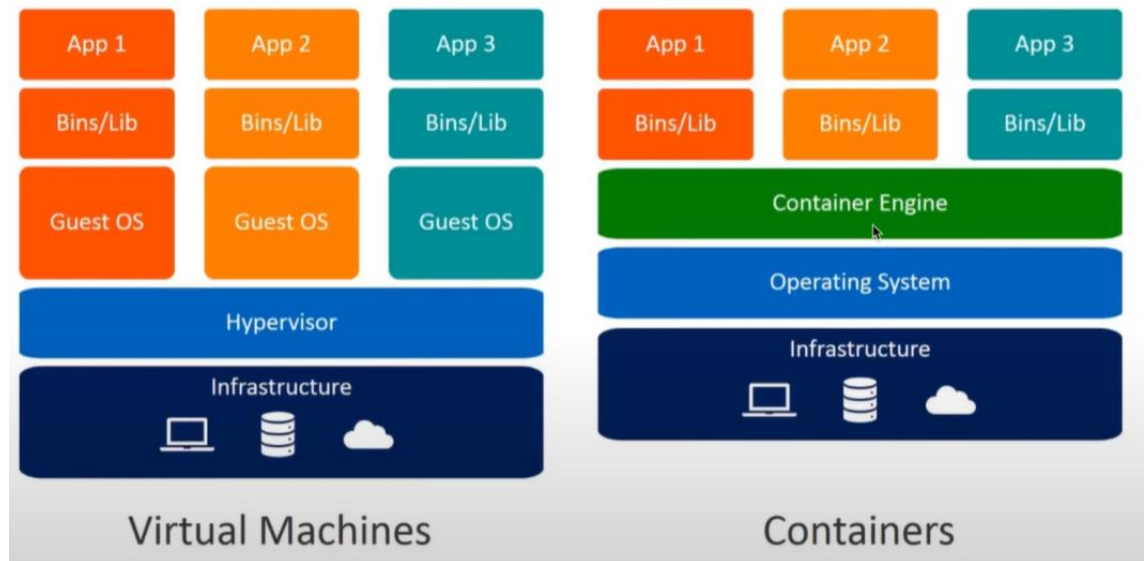 App 1
App 2
App 3
Bins/Lib
Bins/Lib
Bins/Lib
Guest OS
Guest OS
Guest OS
Hypervisor
Infrastructure
Virtual Machines
App 1
App 2
App 3
Bins/Lib
Bins/Lib
Bins/Lib
Container Engine
Operating System
Infrastructure
Containers